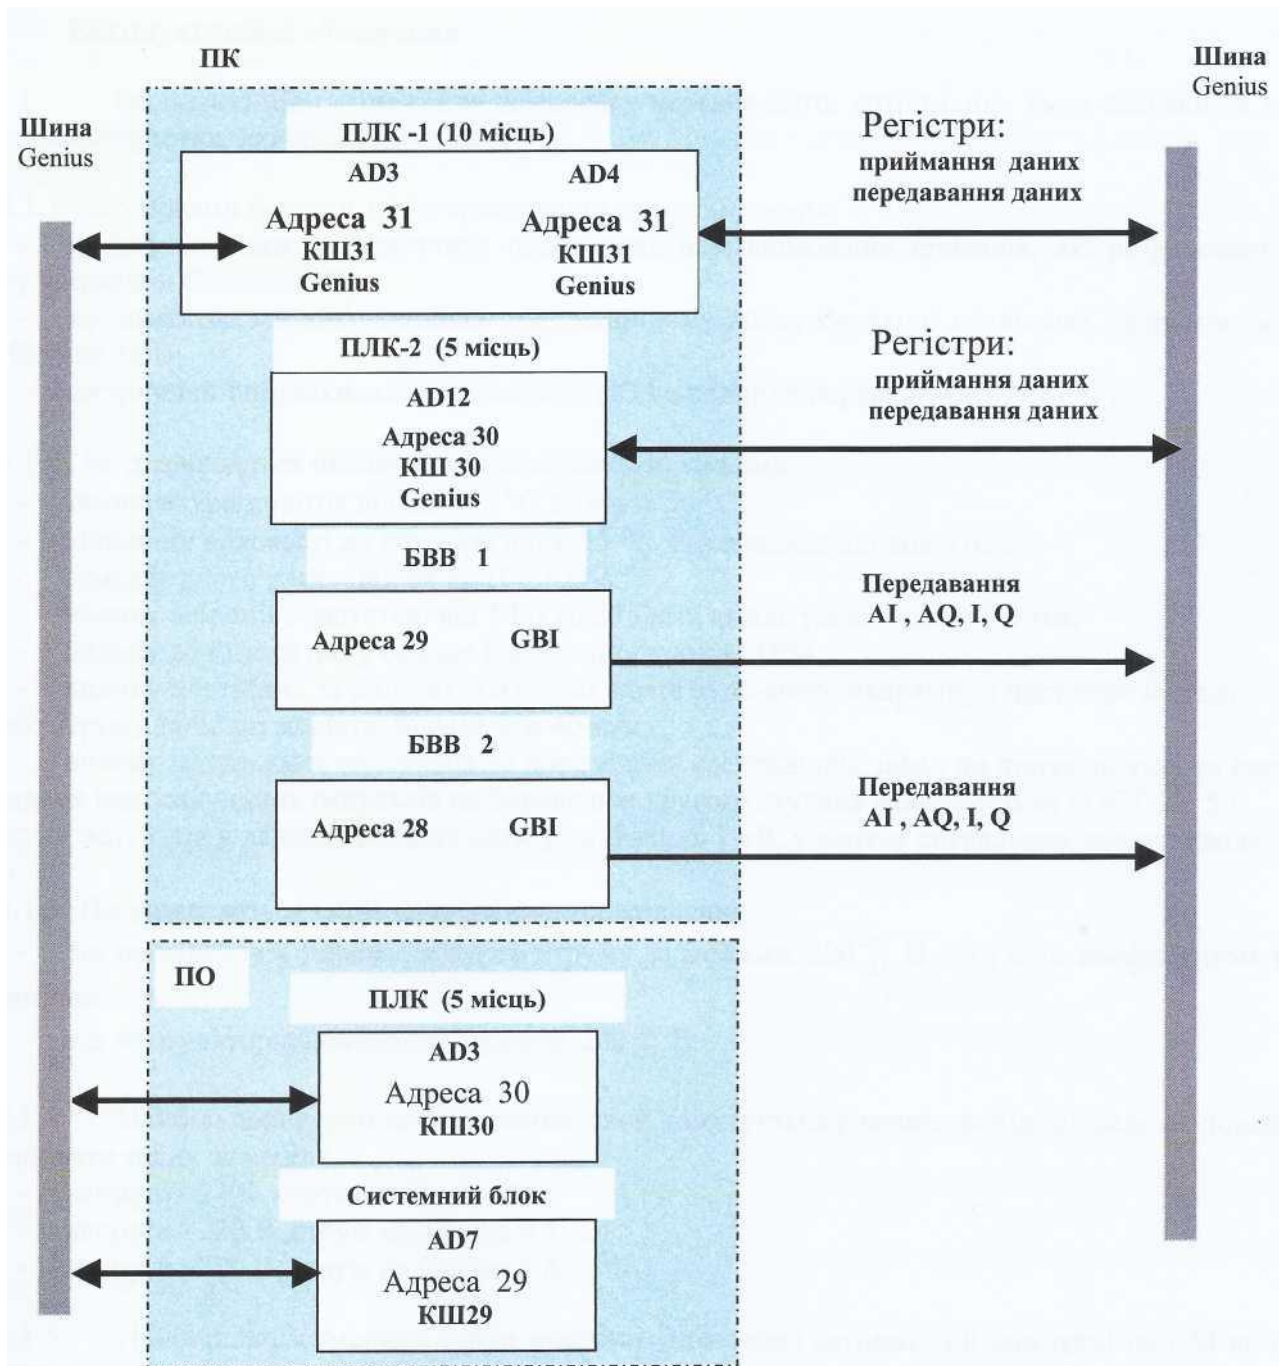 ПК
Шина
Genius
Шина
Genius
ПЛК -1 (10 місць)
AD3
Адреса 31
КШ31
Genius
AD4
Адреса 31
КШ31
Genius
Регістри:
приймання даних
передавання даних
ПЛК-2 (5 місць)
AD12
Адреса 30
КШ 30
Genius
Регістри:
приймання даних
передавання даних
БВВ 1
Адреса 29 GBI
Передавання
AI , AQ, I, Q
БВВ 2
Адреса 28 GBI
Передавання
AI , AQ, I, Q
ПО
ПЛК (5 місць)
AD3
Адреса 30
КШ30
Системний блок
AD7
Адреса 29
КШ29